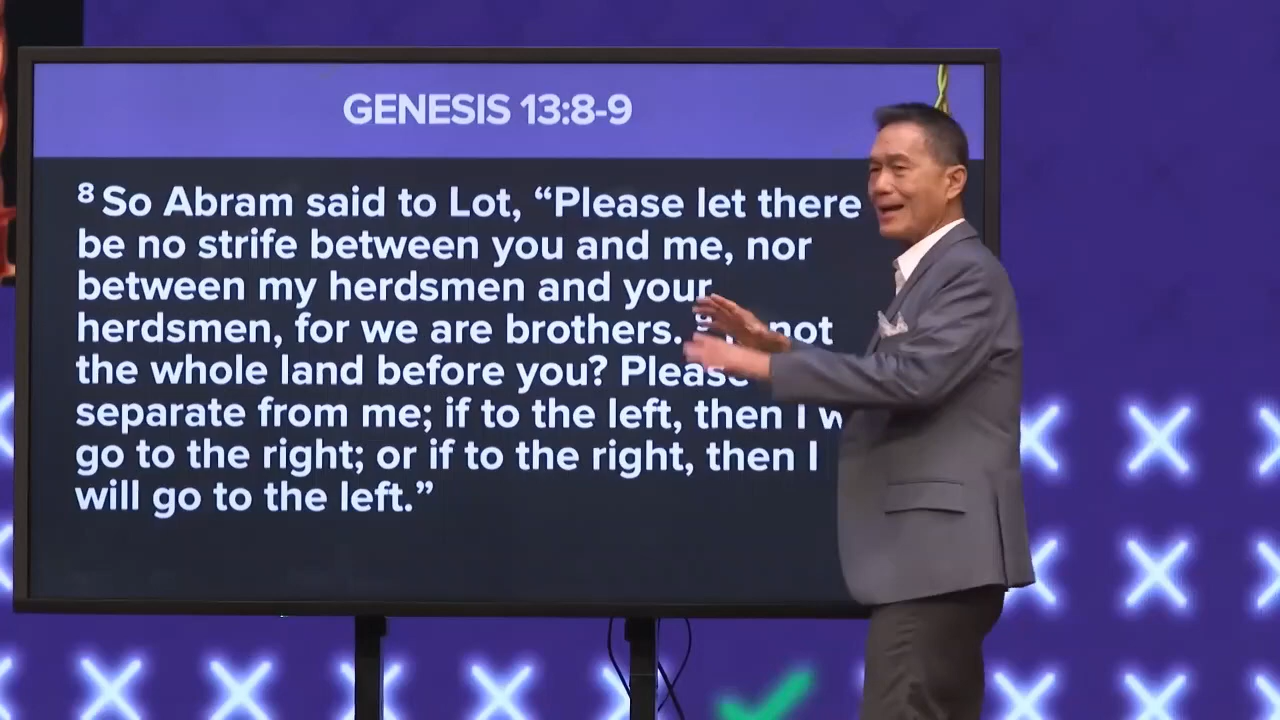 GENESIS 13:8-9
8 So Abram said to Lot, “Please let there
be no strife between you and me, nor
between my herdsmen and your
herdsmen, for we are brothers. 9 not
the whole land before you? Please
separate from me; if to the left, then I
go to the right; or if to the right, then I
will go to the left.”